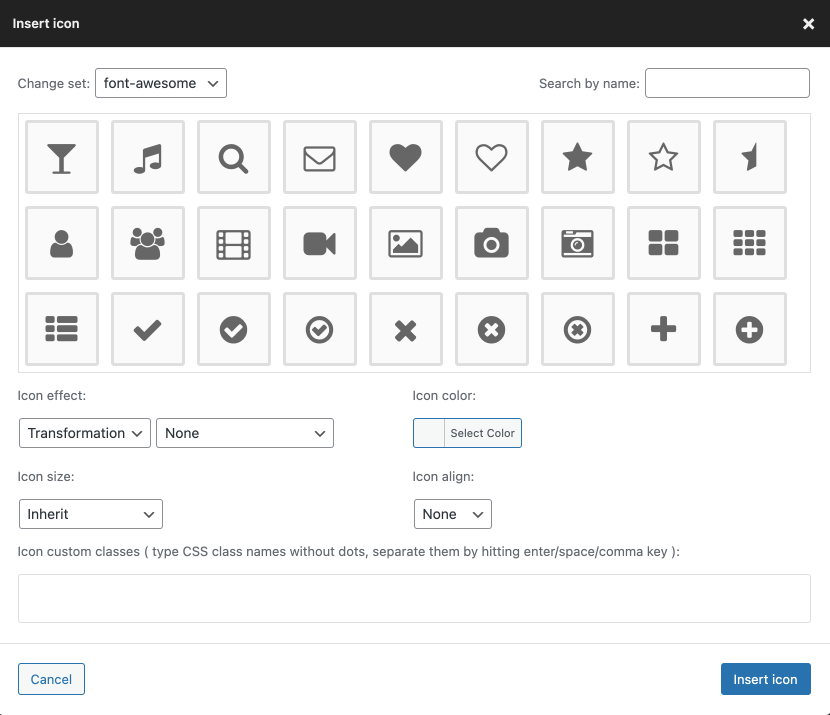 Insert icon
Change set: font-awesome
Search by name:
Icon effect:
Icon color:
Transformation None
Select Color
Icon size:
Icon align:
Inherit
None
Icon custom classes ( type CSS class names without dots, separate them by hitting enter/space/comma key ):
Cancel
Insert icon